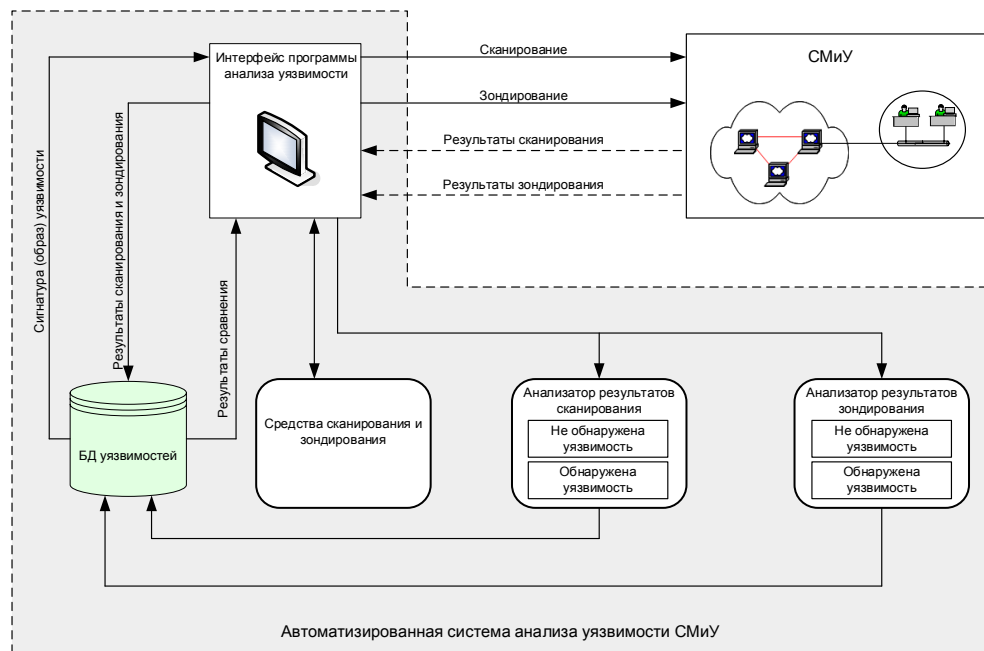 Интерфейс программы
анализа уязвимости
Сканирование
Зондирование
Результаты сканирования
Результаты зондирования
СМиУ
Сигнатура (образ) уязвимости
Результаты сканирования и зондирования
Результаты сравнения
БД уязвимостей
Средства сканирования и
зондирования
Анализатор результатов
сканирования
Не обнаружена
уязвимость
Обнаружена
уязвимость
Анализатор результатов
зондирования
Не обнаружена
уязвимость
Обнаружена
уязвимость
Автоматизированная система анализа уязвимости СМиУ